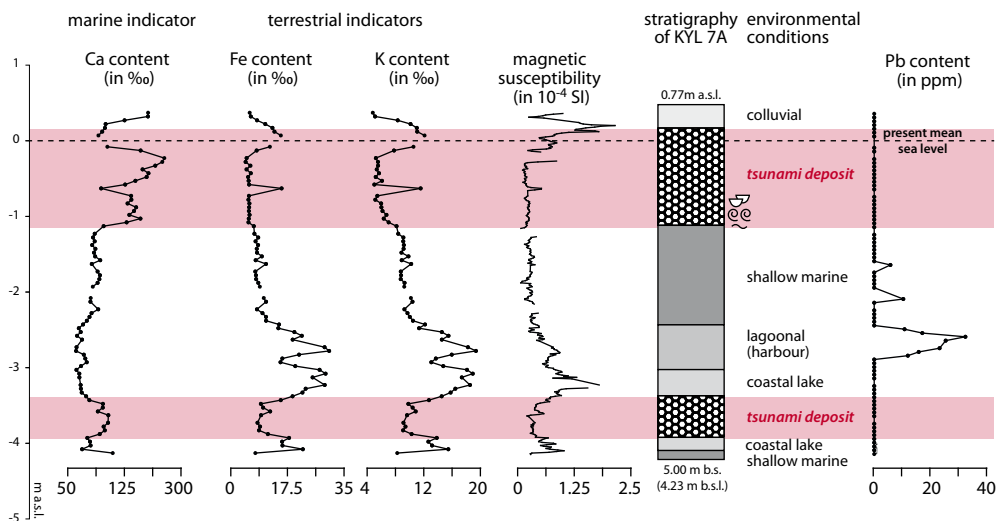 marine indicator
terrestrial indicators
stratigraphy
of KYL 7A
environmental
conditions
Ca content
(in ‰)
Fe content
(in ‰)
K content
(in ‰)
magnetic
susceptibility
(in 10-4 SI)
Pb content
(in ppm)
0.77m a.s.l.
1
0
-1
-2
-3
-4
-5
m a.s.l.
colluvial
present mean
sea level
tsunami deposit
shallow marine
lagoonal
(harbour)
coastal lake
tsunami deposit
coastal lake
shallow marine
5.00 m b.s.
(4.23 m b.s.l.)
50 125 300
0 17.5 35
4 12 20
0 1.25 2.5
0 20 40